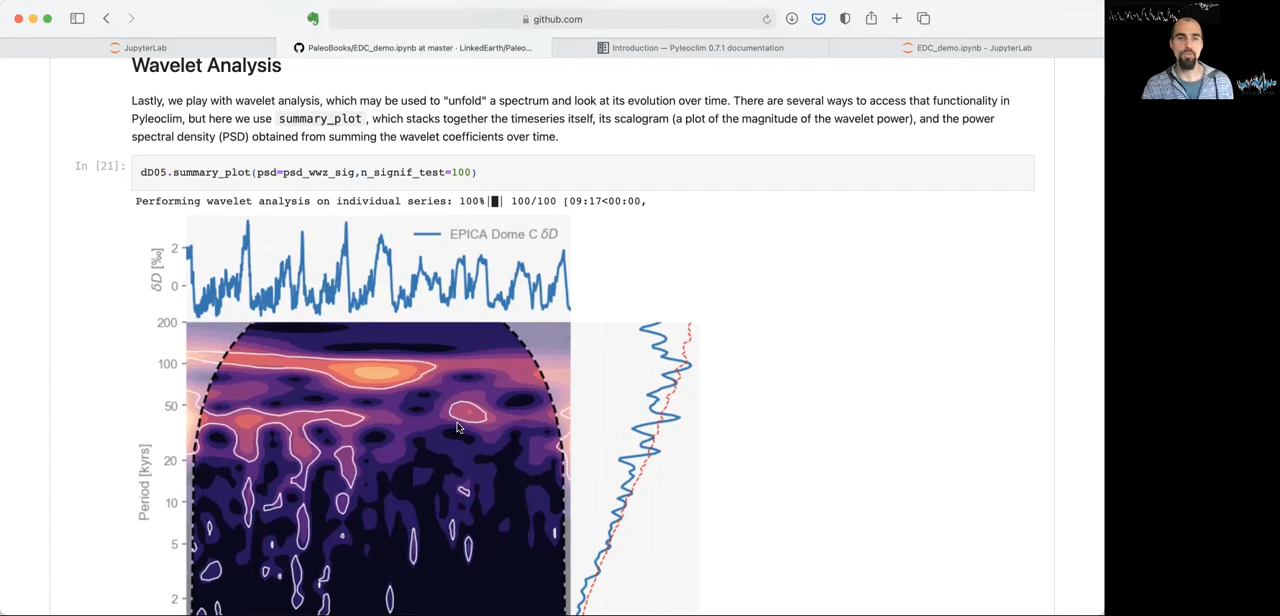 github.com
JupyterLab
PaleoBooks/EDC_demo.ipynb at master · LinkedEarth/Paleo...
Introduction — Pyleoclim 0.7.1 documentation
EDC_demo.ipynb - JupyterLab
Wavelet Analysis
Lastly, we play with wavelet analysis, which may be used to "unfold" a spectrum and look at its evolution over time. There are several ways to access that functionality in
Pyleoclim, but here we use summary_plot , which stacks together the timeseries itself, its scalogram (a plot of the magnitude of the wavelet power), and the power
spectral density (PSD) obtained from summing the wavelet coefficients over time.
In [21]:
dD05.summary_plot(psd=psd_wwz_sig,n_signif_test=100)
Performing wavelet analysis on individual series: 100%|█| 100/100 [09:17<00:00,
EPICA Dome C δD
δD [‰]
2
0
200
100
50
20
10
5
2
Period [kyrs]